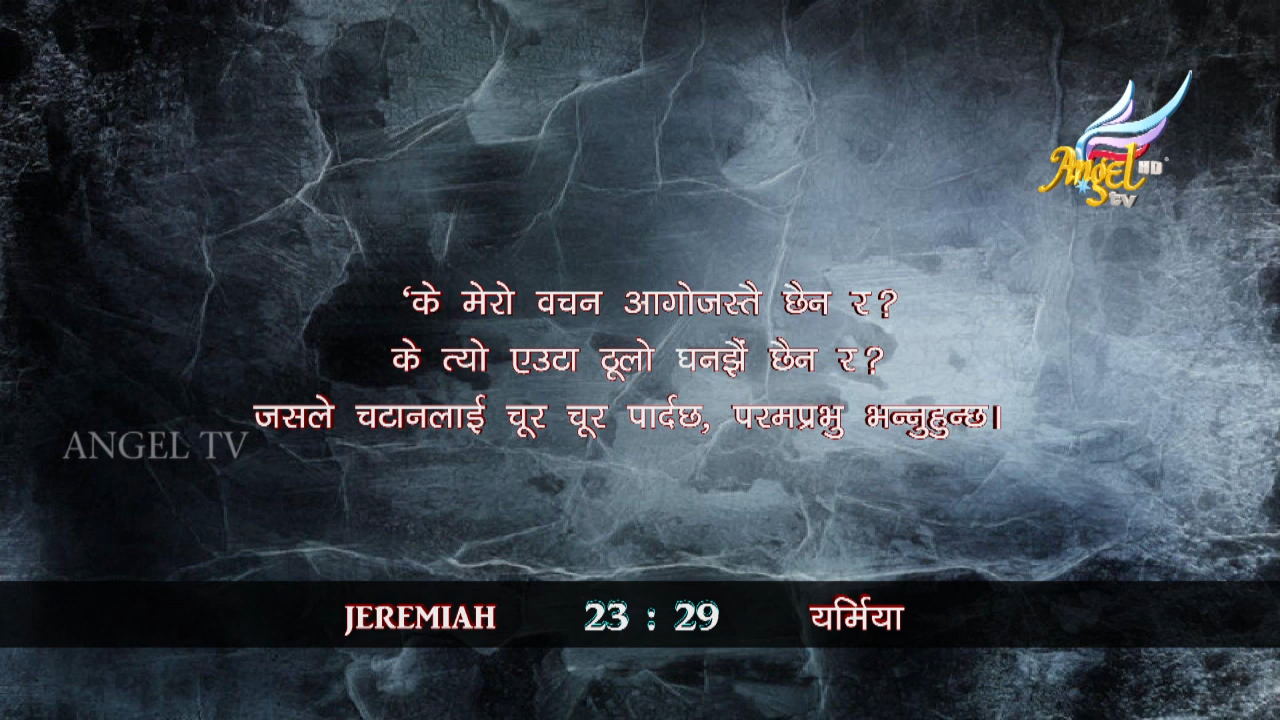 Angel HD
tv
‘के मेरो वचन आगोजस्तै छैन र?
के त्यो एउटा ठूलो घनझैं छैन र?
जसले चटानलाई चूर चूर पार्दछ, परमप्रभु भन्नुहुन्छ।
ANGEL TV
JEREMIAH 23 : 29 यर्मिया